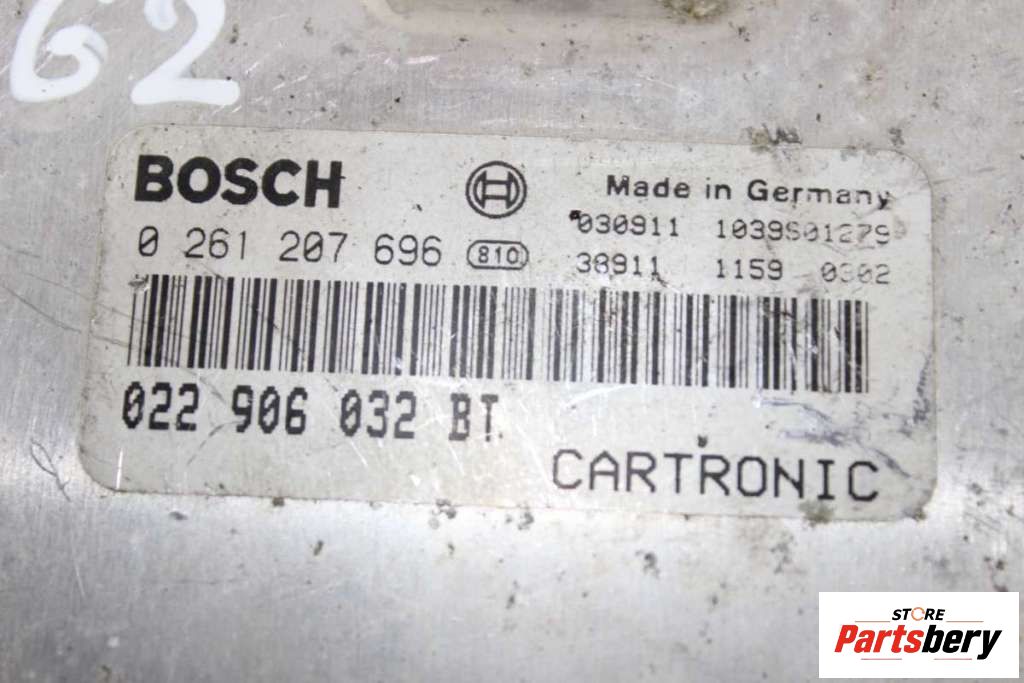 62
BOSCH
Made in Germany
030911 1039S01279
0 261 207 696 810
38911 1159 0302
022 906 032 BT
CARTRONIC
STORE
Partsbery